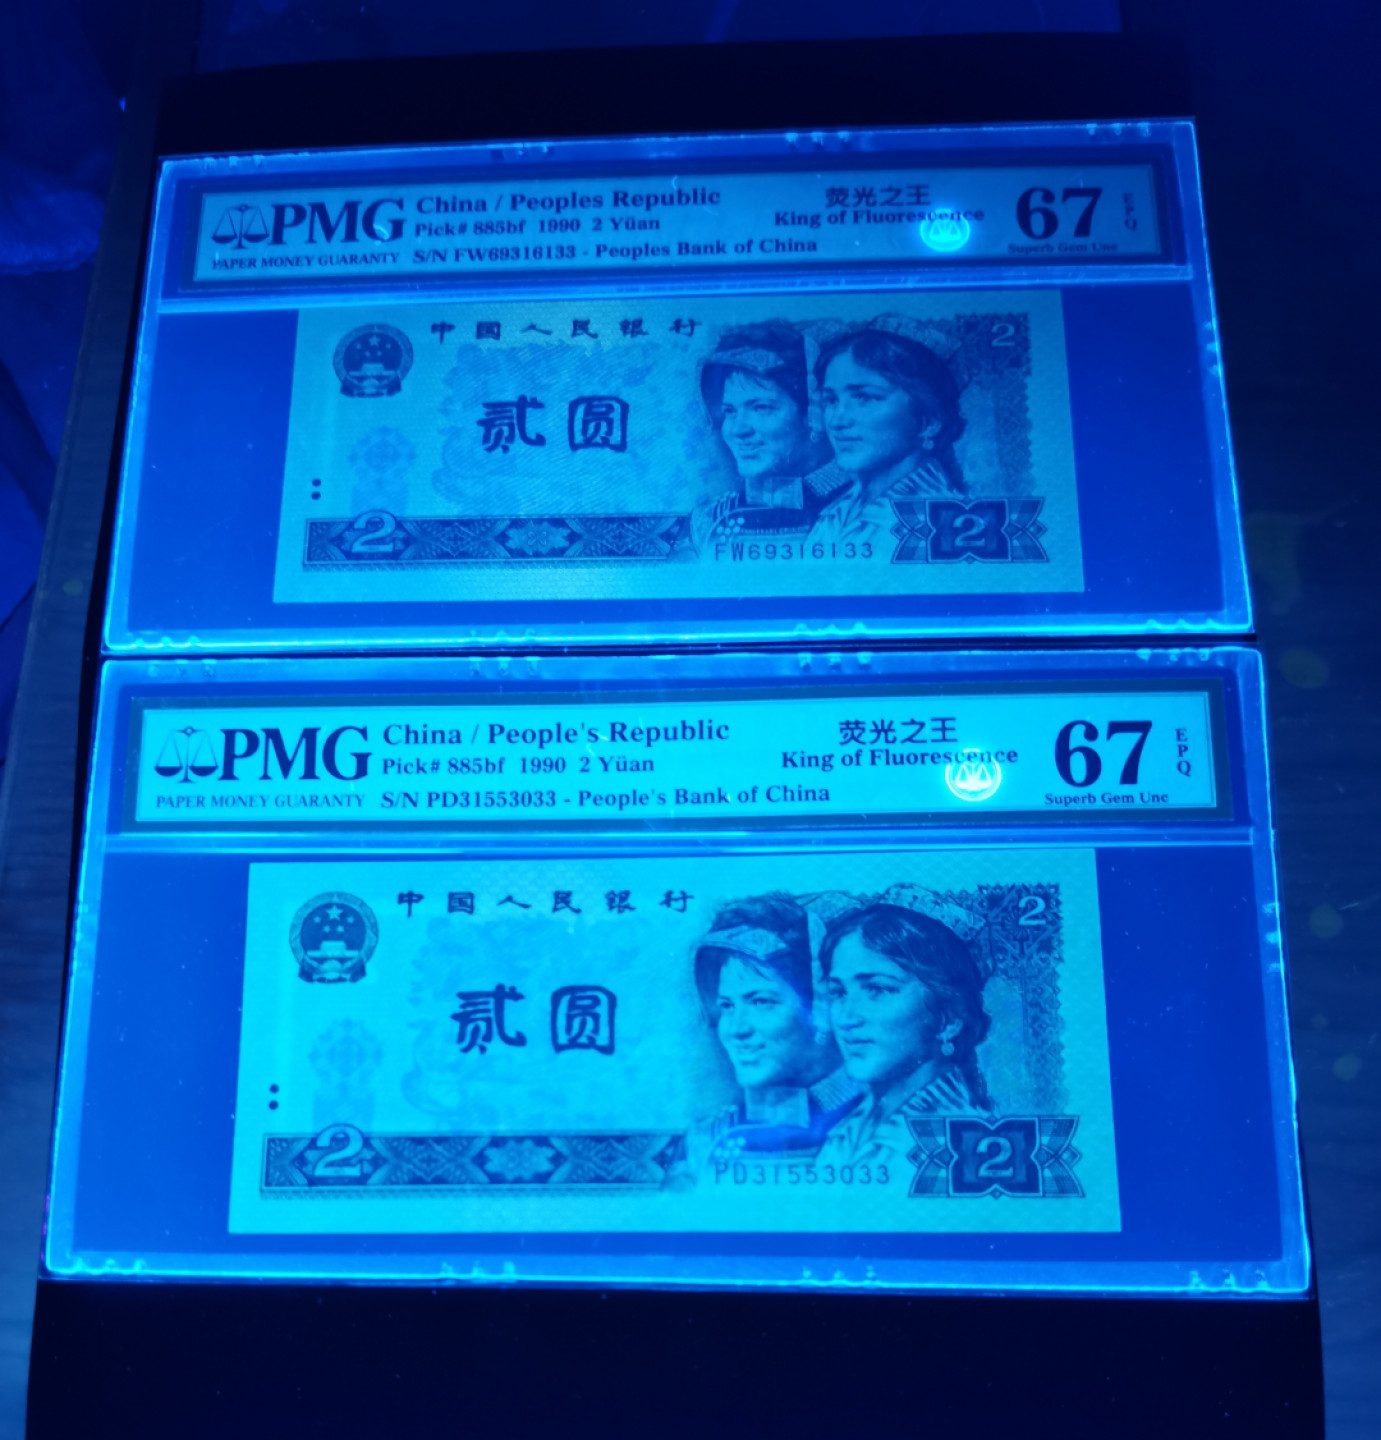 PMG
PAPER MONEY GUARANTY
China / Peoples Republic
Pick# 885bf 1990 2 Yüan
S/N FW69316133 - Peoples Bank of China
荧光之王
King of Fluorescence
67
EPQ
Superb Gem Unc
中国人民银行
贰圆
2
2
FW69316133
2
PMG
PAPER MONEY GUARANTY
China / People's Republic
Pick# 885bf 1990 2 Yüan
S/N PD31553033 - People's Bank of China
荧光之王
King of Fluorescence
67
EPQ
Superb Gem Unc
中国人民银行
贰圆
2
2
PD31553033
2